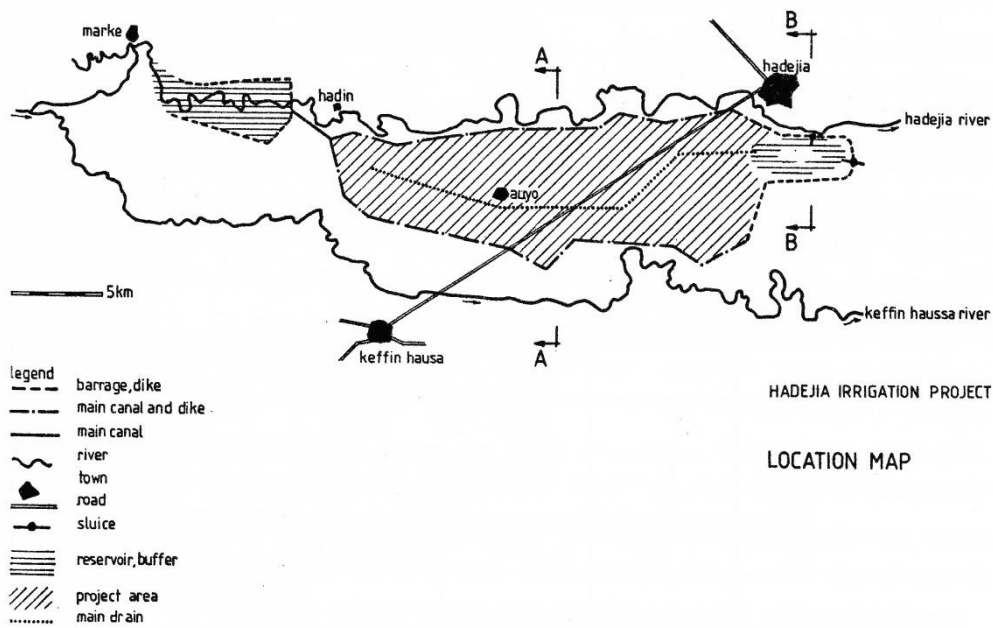 marke
A
B
hadejia
hadin
hadejia river
auyo
B
5km
keffin haussa river
keffin hausa
A
legend
barrage, dike
main canal and dike
main canal
river
town
road
sluice
reservoir, buffer
project area
main drain
HADEJIA IRRIGATION PROJECT
LOCATION MAP